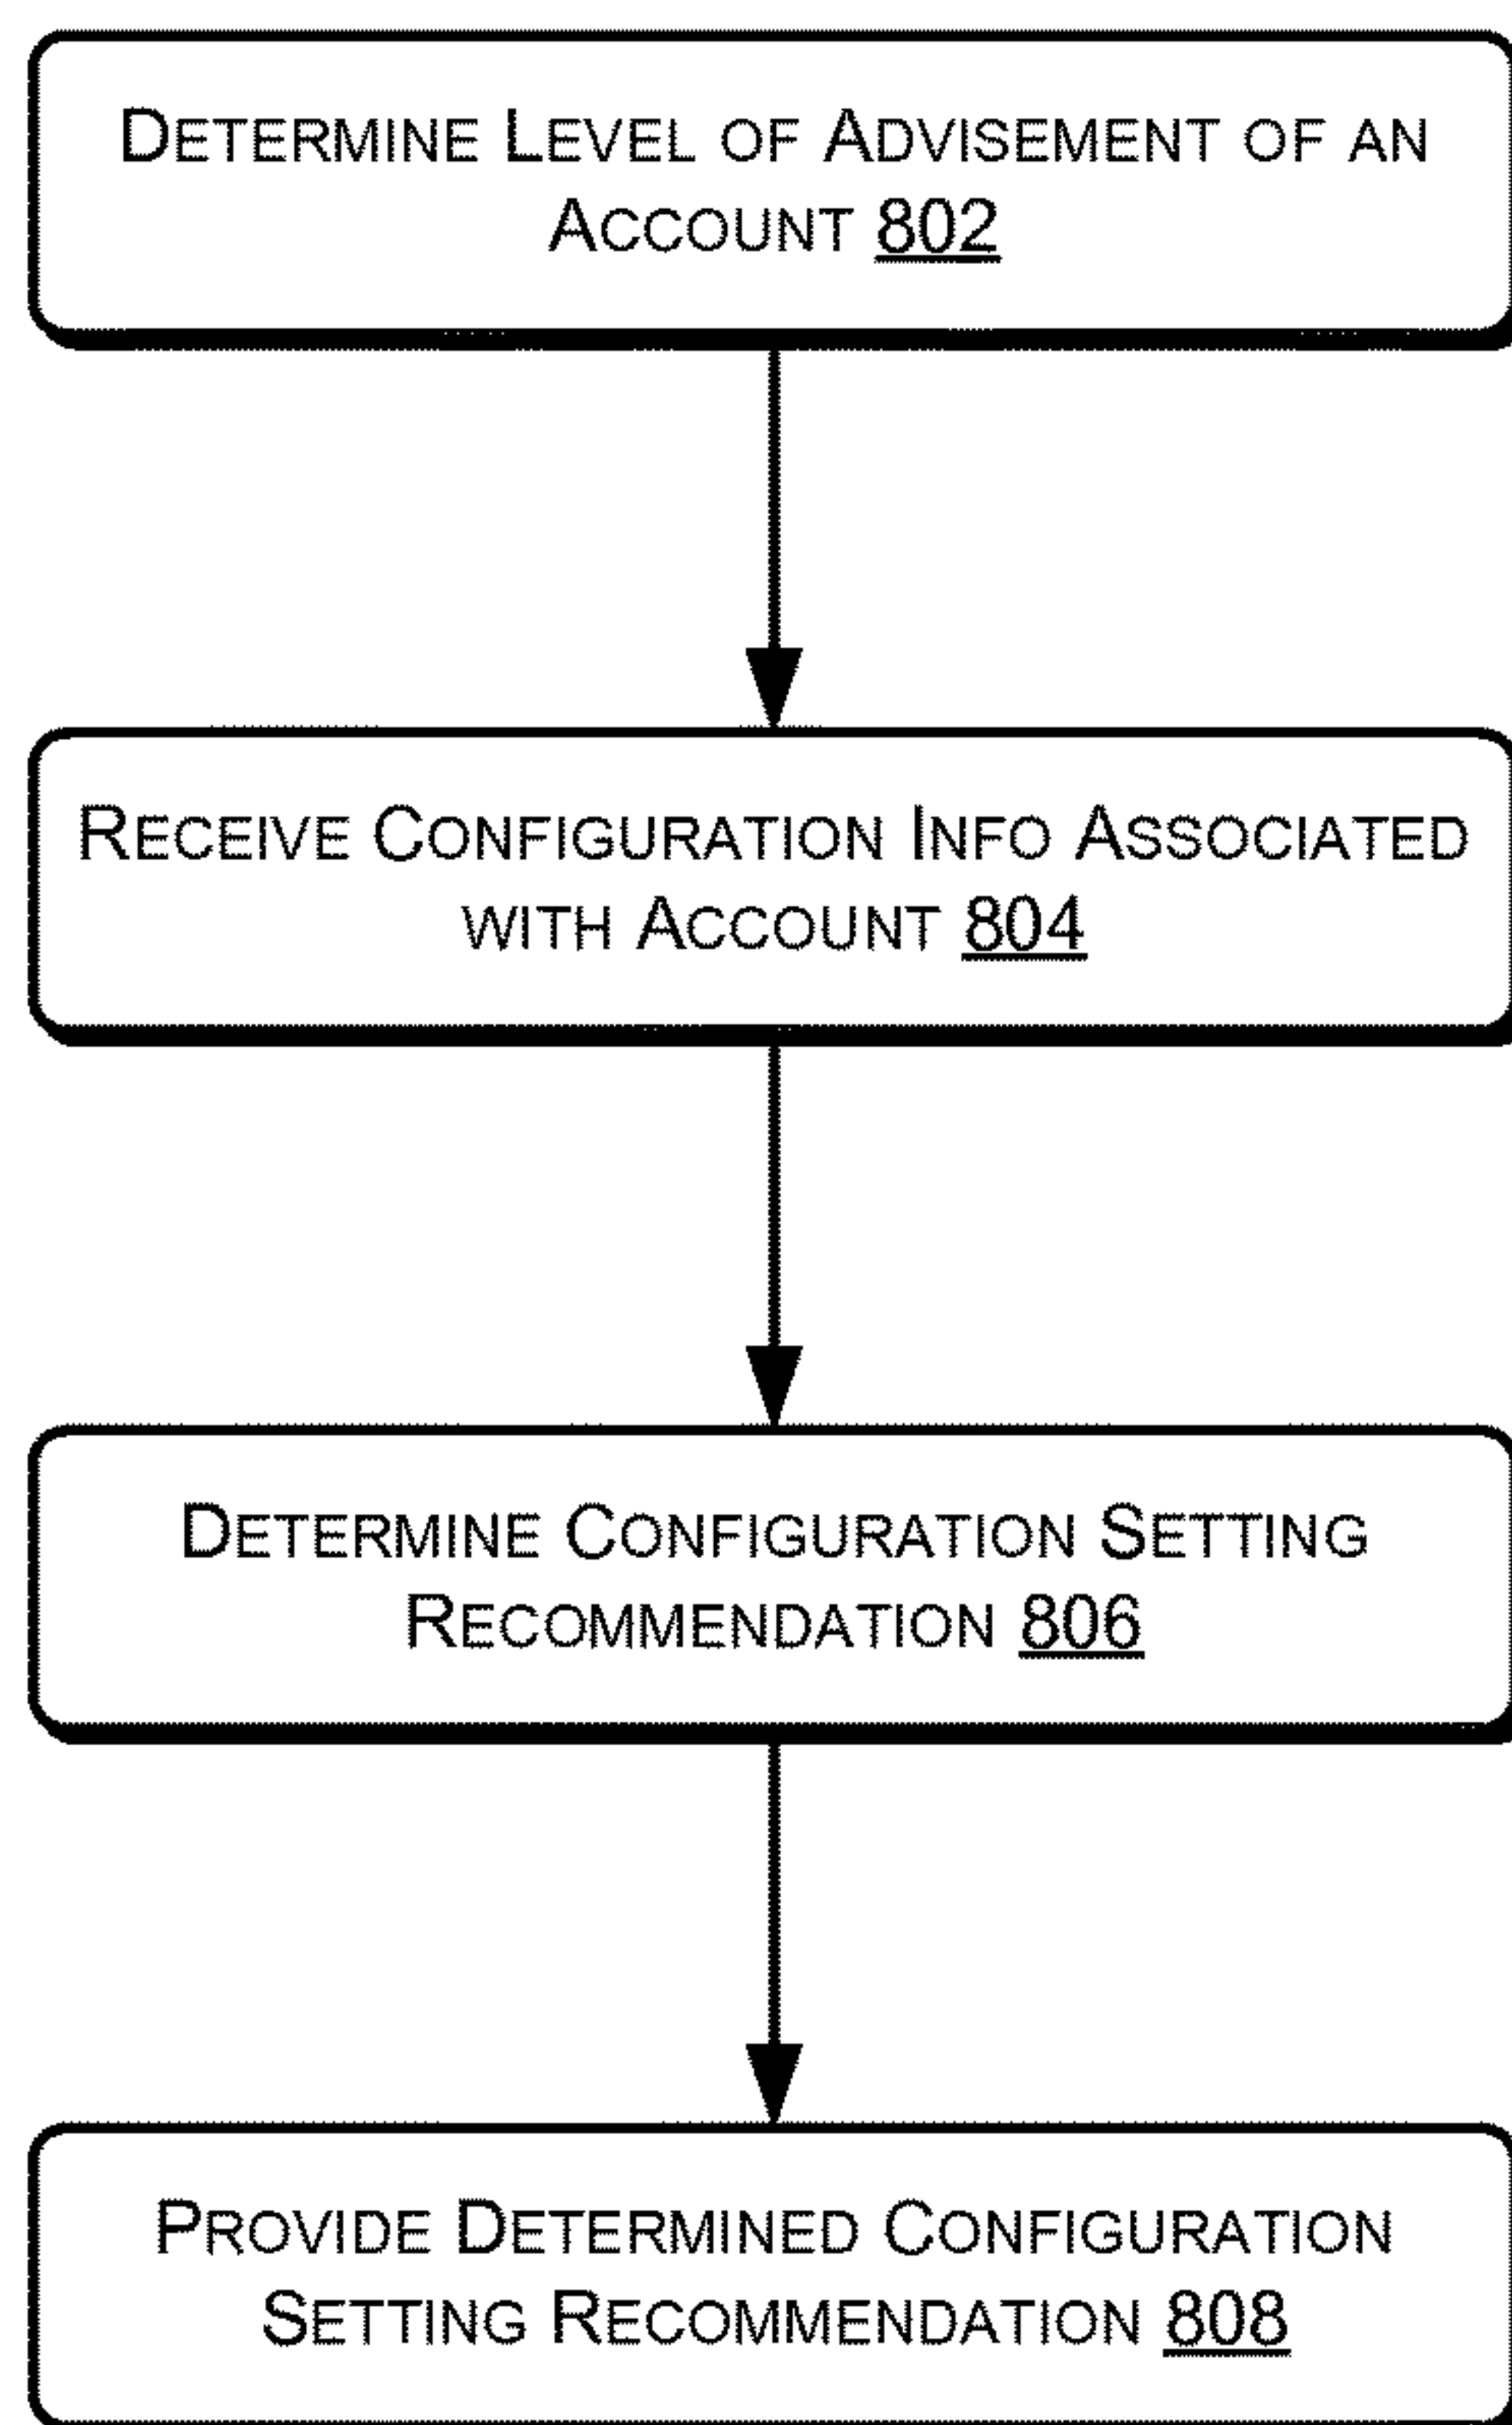 DETERMINE LEVEL OF ADVISEMENT OF AN
ACCOUNT 802
RECEIVE CONFIGURATION INFO ASSOCIATED
WITH ACCOUNT 804
DETERMINE CONFIGURATION SETTING
RECOMMENDATION 806
PROVIDE DETERMINED CONFIGURATION
SETTING RECOMMENDATION 808